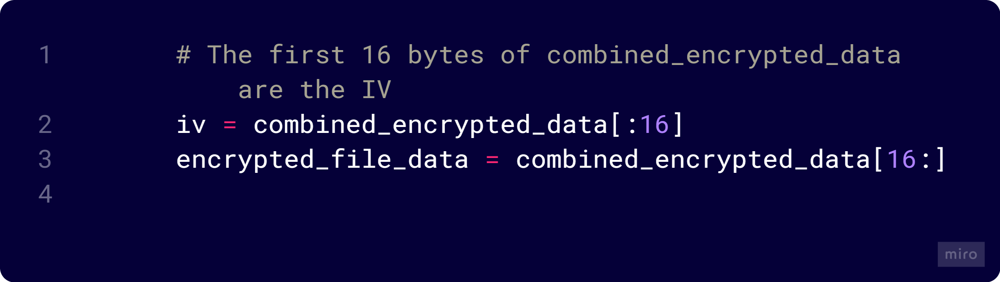 1 # The first 16 bytes of combined_encrypted_data
are the IV
2 iv = combined_encrypted_data[:16]
3 encrypted_file_data = combined_encrypted_data[16:]
4
miro